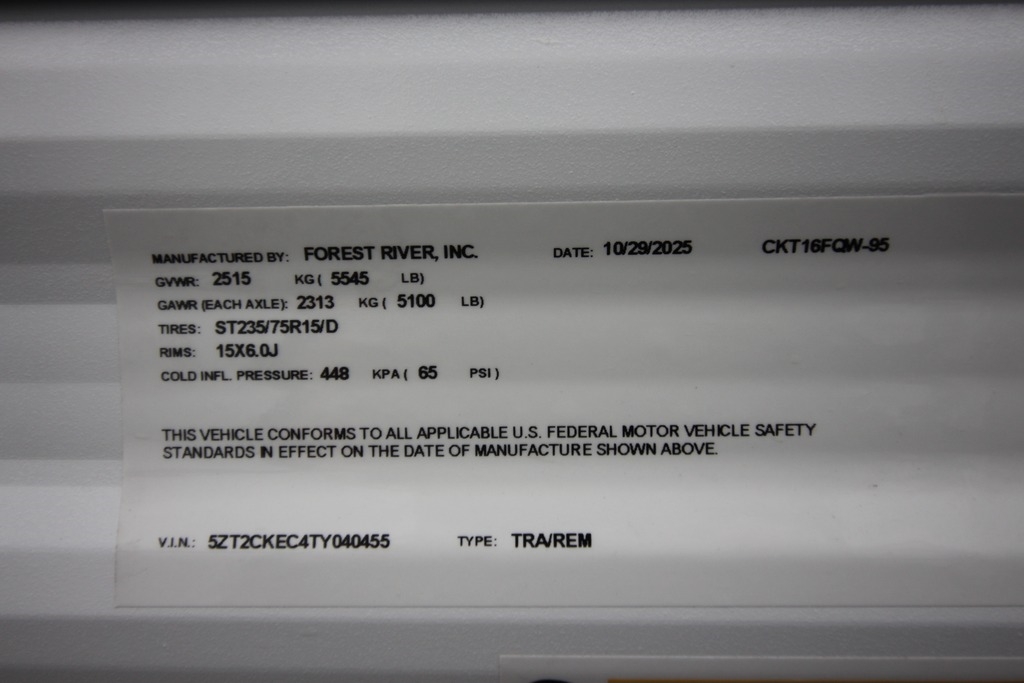 MANUFACTURED BY: FOREST RIVER, INC. DATE: 10/29/2025 CKT16FQW-95
GVWR: 2515 KG ( 5545 LB)
GAWR (EACH AXLE): 2313 KG ( 5100 LB)
TIRES: ST235/75R15/D
RIMS: 15X6.0J
COLD INFL. PRESSURE: 448 KPA ( 65 PSI )
THIS VEHICLE CONFORMS TO ALL APPLICABLE U.S. FEDERAL MOTOR VEHICLE SAFETY
STANDARDS IN EFFECT ON THE DATE OF MANUFACTURE SHOWN ABOVE.
V.I.N.: 5ZT2CKEC4TY040455 TYPE: TRA/REM